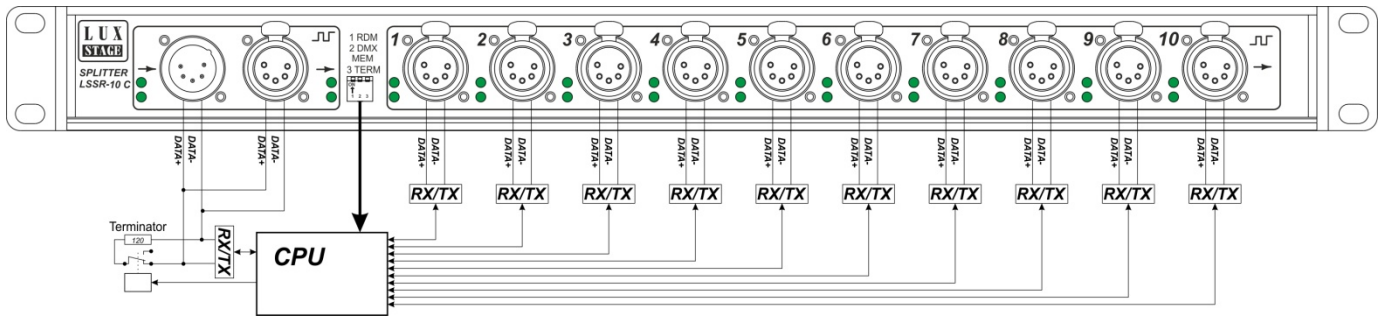 LUX
STAGE
SPLITTER
LSSR-10 C
1 RDM
2 DMX
MEM
3 TERM
ON
1 2 3
1 2 3 4 5 6 7 8 9 10
DATA+ DATA- DATA+ DATA- DATA+ DATA- DATA+ DATA- DATA+ DATA- DATA+ DATA- DATA+ DATA- DATA+ DATA- DATA+ DATA- DATA+ DATA- DATA+ DATA- DATA+ DATA-
RX/TX RX/TX RX/TX RX/TX RX/TX RX/TX RX/TX RX/TX RX/TX RX/TX
Terminator
120
RX/TX
CPU